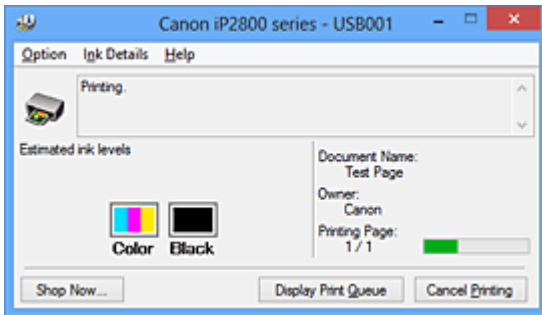 Canon iP2800 series - USB001
Option Ink Details Help
Printing.
Estimated ink levels
Document Name:
Test Page
Owner:
Canon
Printing Page:
1 / 1
Color Black
Shop Now... Display Print Queue Cancel Printing